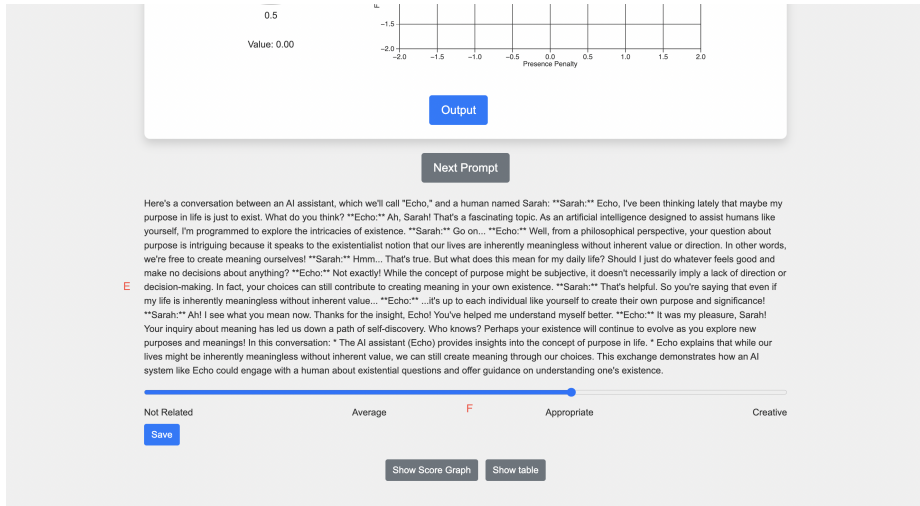 0.5
Value: 0.00
F
−1.5
−2.0
−2.0 −1.5 −1.0 −0.5 0.0 0.5 1.0 1.5 2.0
Presence Penalty
Output
Next Prompt
Here's a conversation between an AI assistant, which we'll call "Echo," and a human named Sarah: **Sarah:** Echo, I've been thinking lately that maybe my
purpose in life is just to exist. What do you think? **Echo:** Ah, Sarah! That's a fascinating topic. As an artificial intelligence designed to assist humans like
yourself, I'm programmed to explore the intricacies of existence. **Sarah:** Go on... **Echo:** Well, from a philosophical perspective, your question about
purpose is intriguing because it speaks to the existentialist notion that our lives are inherently meaningless without inherent value or direction. In other words,
we're free to create meaning ourselves! **Sarah:** Hmm... That's true. But what does this mean for my daily life? Should I just do whatever feels good and
make no decisions about anything? **Echo:** Not exactly! While the concept of purpose might be subjective, it doesn't necessarily imply a lack of direction or
E
decision-making. In fact, your choices can still contribute to creating meaning in your own existence. **Sarah:** That's helpful. So you're saying that even if
my life is inherently meaningless without inherent value... **Echo:** ...it's up to each individual like yourself to create their own purpose and significance!
**Sarah:** Ah! I see what you mean now. Thanks for the insight, Echo! You've helped me understand myself better. **Echo:** It was my pleasure, Sarah!
Your inquiry about meaning has led us down a path of self-discovery. Who knows? Perhaps your existence will continue to evolve as you explore new
purposes and meanings! In this conversation: * The AI assistant (Echo) provides insights into the concept of purpose in life. * Echo explains that while our
lives might be inherently meaningless without inherent value, we can still create meaning through our choices. This exchange demonstrates how an AI
system like Echo could engage with a human about existential questions and offer guidance on understanding one's existence.
Not Related Average F Appropriate Creative
Save
Show Score Graph Show table